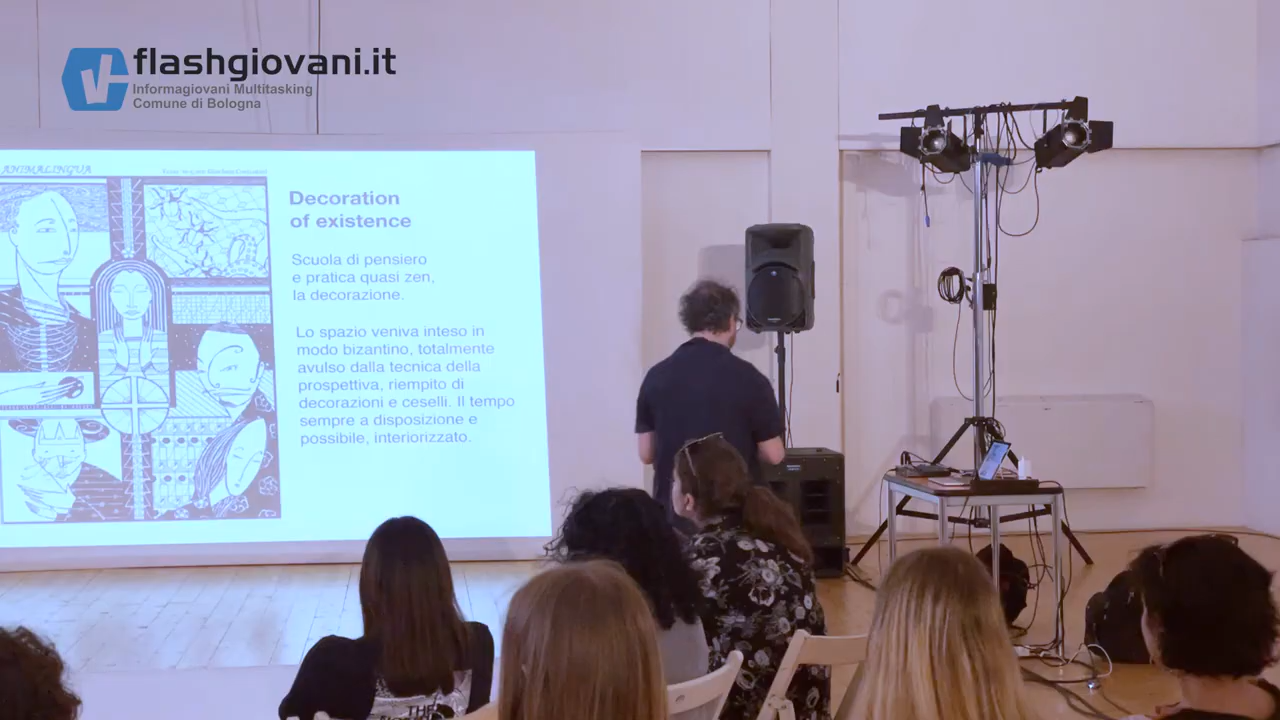 flashgiovani.it
Informagiovani Multitasking
Comune di Bologna
ANIMALINGUA
Decoration
of existence
Scuola di pensiero
e pratica quasi zen,
la decorazione.
Lo spazio veniva inteso in
modo bizantino, totalmente
avulso dalla tecnica della
prospettiva, riempito di
decorazioni e ceselli. Il tempo
sempre a disposizione e
possibile, interiorizzato.
THE